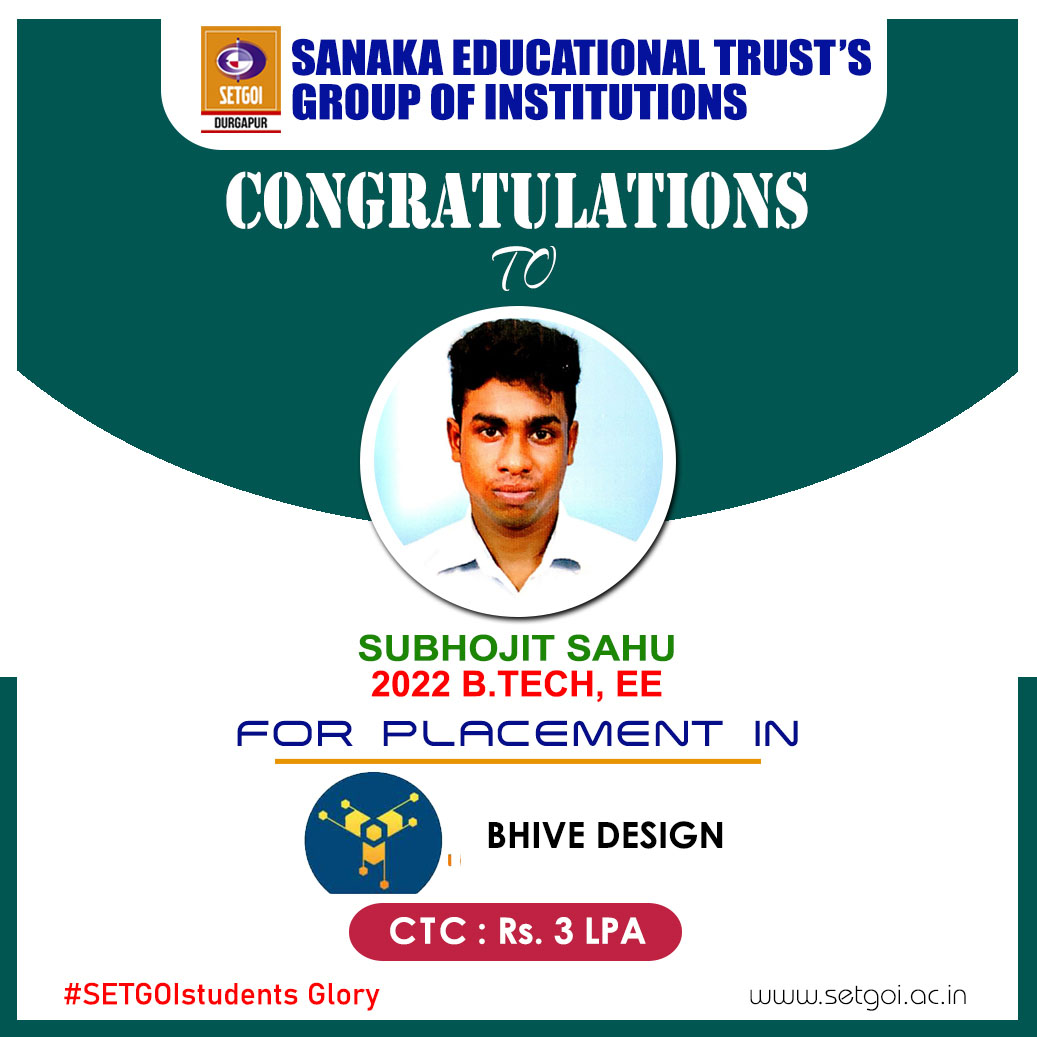 SETGOI
DURGAPUR
SANAKA EDUCATIONAL TRUST'S
GROUP OF INSTITUTIONS
CONGRATULATIONS
TO
SUBHOJIT SAHU
2022 B.TECH, EE
FOR PLACEMENT IN
BHIVE DESIGN
CTC : Rs. 3 LPA
#SETGOIstudents Glory
www.setgoi.ac.in